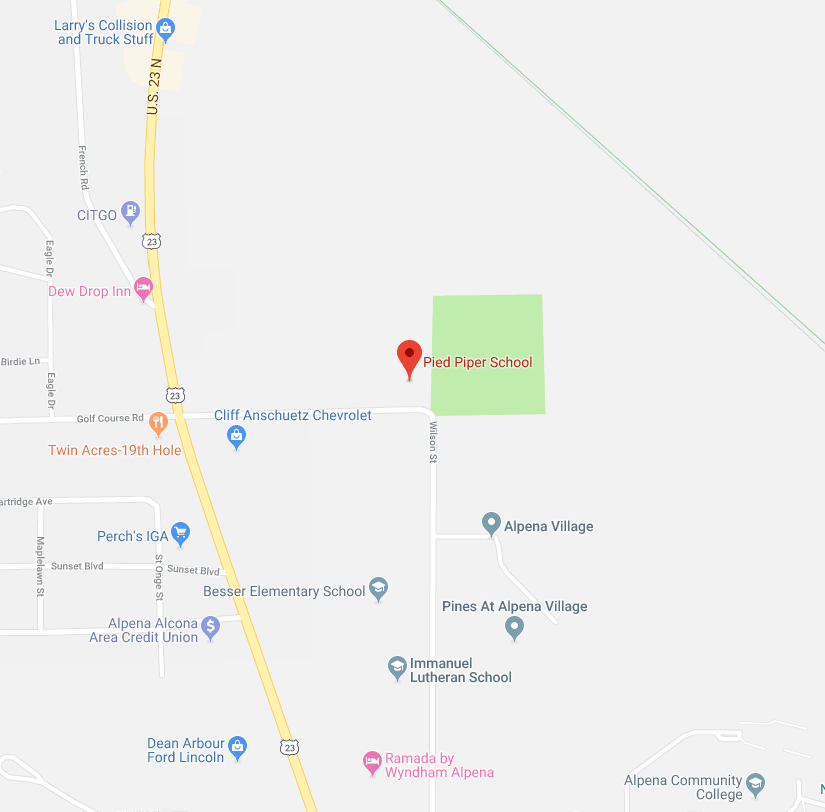 Larry's Collision
and Truck Stuff
U.S. 23 N
French Rd
CITGO
23
Eagle Dr
Dew Drop Inn
Birdie Ln
Pied Piper School
Eagle Dr
23
Golf Course Rd
Cliff Anschuetz Chevrolet
Twin Acres-19th Hole
Wilson St
artridge Ave
Alpena Village
Perch's IGA
Maplelawn St
Sunset Blvd
St Onge St
Sunset Blvd
Besser Elementary School
Pines At Alpena Village
Alpena Alcona
Area Credit Union
Immanuel
Lutheran School
Dean Arbour
Ford Lincoln
23
Ramada by
Wyndham Alpena
Alpena Community
College
N